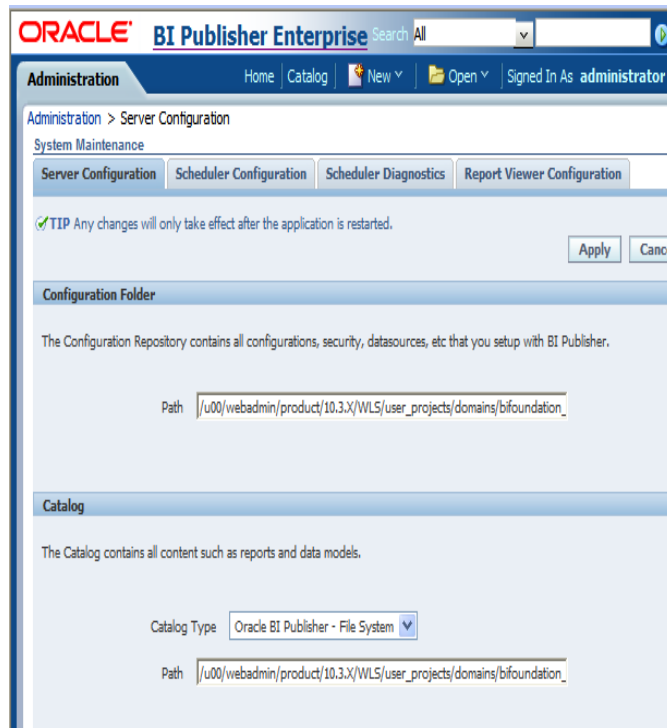 ORACLE' BI Publisher Enterprise Search All
Administration Home Catalog New Open Signed In As administrator
Administration > Server Configuration
System Maintenance
Server Configuration Scheduler Configuration Scheduler Diagnostics Report Viewer Configuration
TIP Any changes will only take effect after the application is restarted.
Apply Canc
Configuration Folder
The Configuration Repository contains all configurations, security, datasources, etc that you setup with BI Publisher.
Path /u00/webadmin/product/10.3.X/WLS/user_projects/domains/bifoundation_
Catalog
The Catalog contains all content such as reports and data models.
Catalog Type Oracle BI Publisher - File System
Path /u00/webadmin/product/10.3.X/WLS/user_projects/domains/bifoundation_